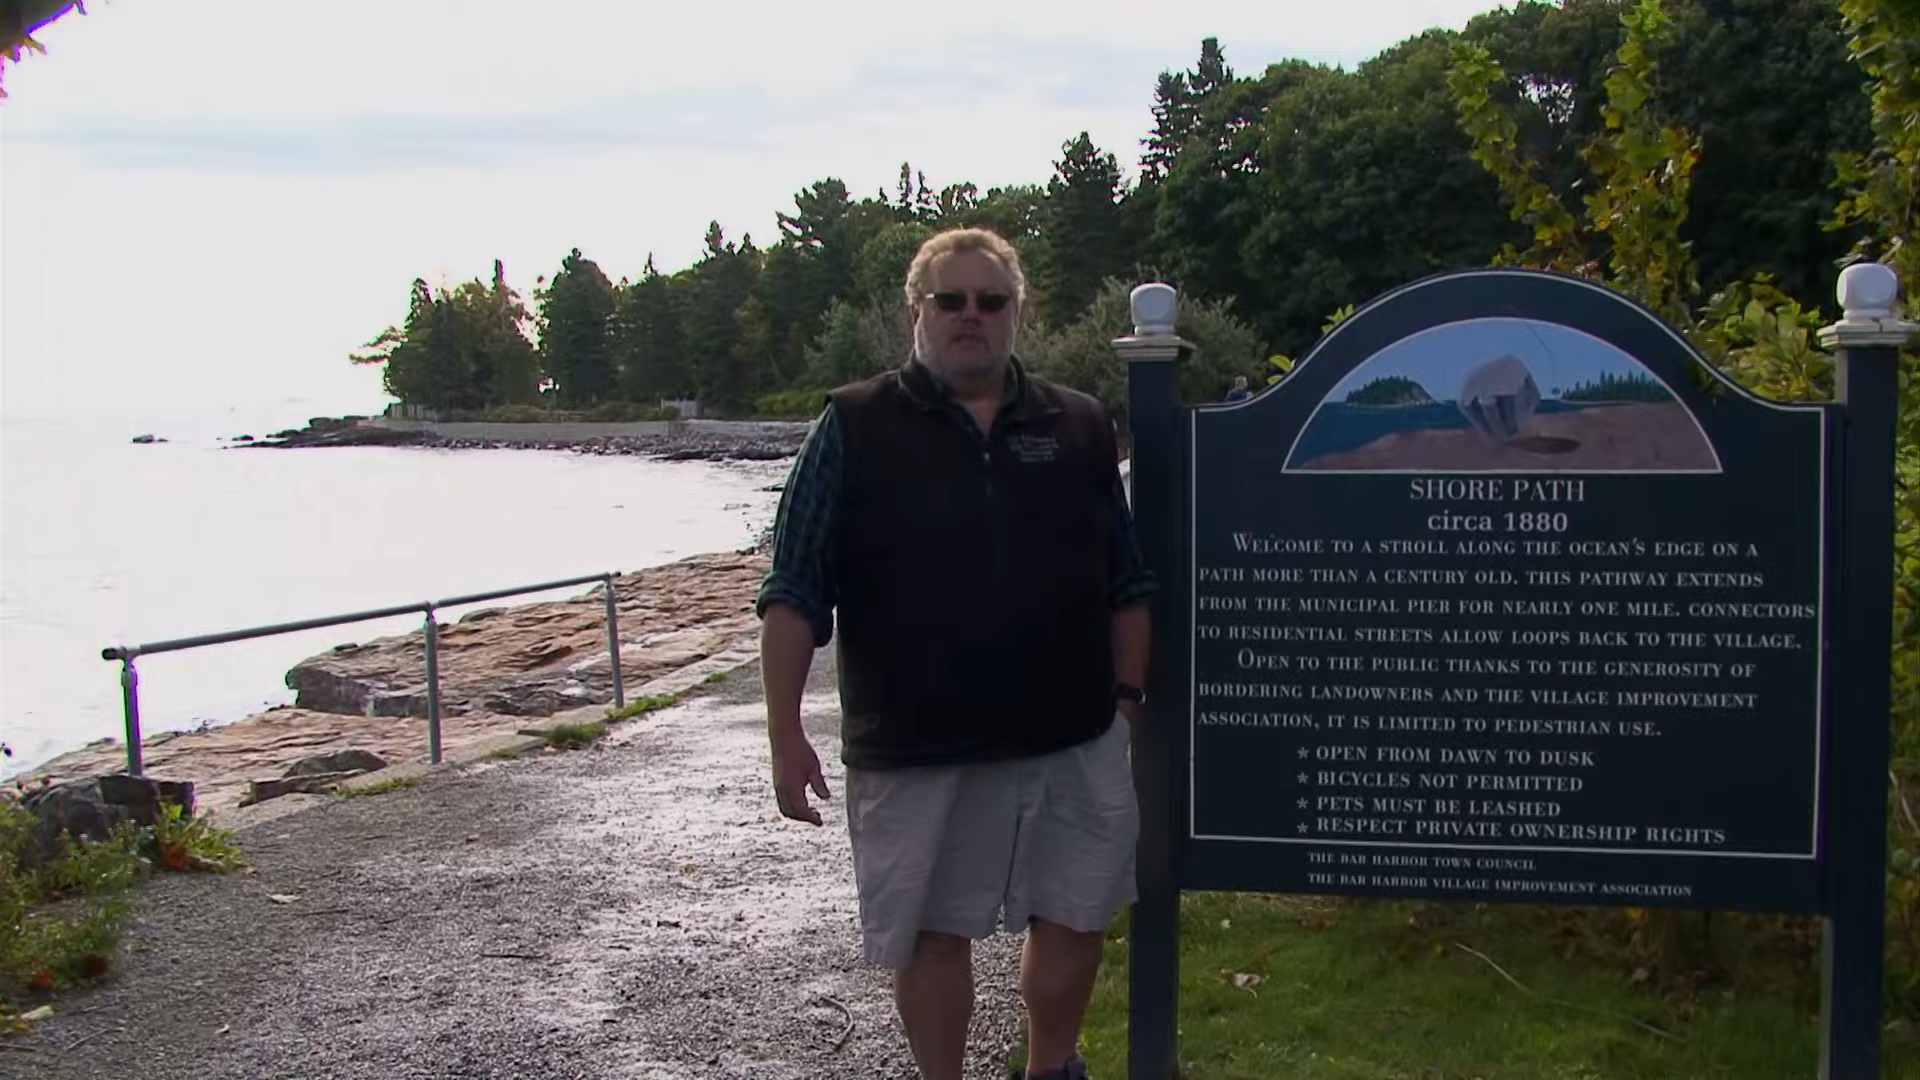 SHORE PATH
circa 1880
WELCOME TO A STROLL ALONG THE OCEAN'S EDGE ON A
PATH MORE THAN A CENTURY OLD. THIS PATHWAY EXTENDS
FROM THE MUNICIPAL PIER FOR NEARLY ONE MILE. CONNECTORS
TO RESIDENTIAL STREETS ALLOW LOOPS BACK TO THE VILLAGE.
OPEN TO THE PUBLIC THANKS TO THE GENEROSITY OF
BORDERING LANDOWNERS AND THE VILLAGE IMPROVEMENT
ASSOCIATION, IT IS LIMITED TO PEDESTRIAN USE.
* OPEN FROM DAWN TO DUSK
* BICYCLES NOT PERMITTED
* PETS MUST BE LEASHED
* RESPECT PRIVATE OWNERSHIP RIGHTS
THE BAR HARBOR TOWN COUNCIL
THE BAR HARBOR VILLAGE IMPROVEMENT ASSOCIATION